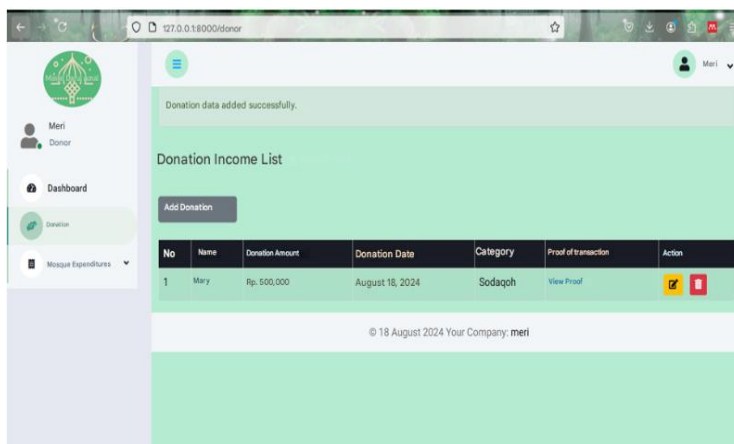 127.0.0.1:8000/donor
Meri
Donation data added successfully.
Meri
Donor
Donation Income List
Dashboard
Add Donation
Donation
No Name Donation Amount Donation Date Category Proof of transaction Action
Mosque Expenditures
1 Mary Rp. 500,000 August 18, 2024 Sodaqoh View Proof
© 18 August 2024 Your Company: meri